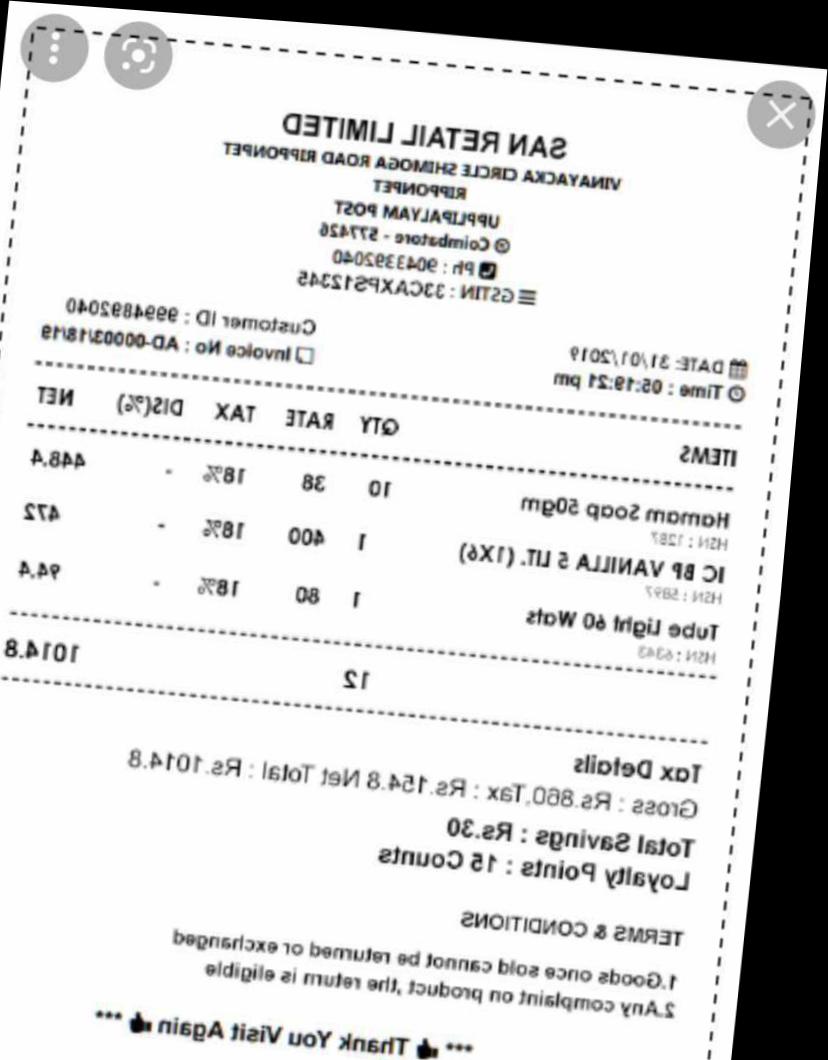 SAN RETAIL LIMITED
VINAYACKA CIRCLE SHIMOGA ROAD RIPPONPET
RIPPONPET
UPPLIPALYAM POST
Coimbatore - 577426
Ph : 9043392040
GSTIN : 33CAXPS12345
DATE: 31/01/2019 Customer ID : 9994892040
Time : 05:19:21 pm Invoice No : AD-00003/18/19
ITEMS QTY RATE TAX DIS(%) NET
Hamam Soap 50gm 10 38 18% - 448.4
HSN : 1287
IC BP VANILLA 5 LIT. (1X6) 1 400 18% - 472
HSN : 5897
Tube Light 60 Wats 1 80 18% - 94.4
HSN : 6343
12 1014.8
Tax Details
Gross : Rs.860,Tax : Rs.154.8 Net Total : Rs.1014.8
Total Savings : Rs.30
Loyalty Points : 15 Counts
TERMS & CONDITIONS
1.Goods once sold cannot be returned or exchanged
2.Any complaint on product ,the return is eligible
*** Thank You Visit Again ***